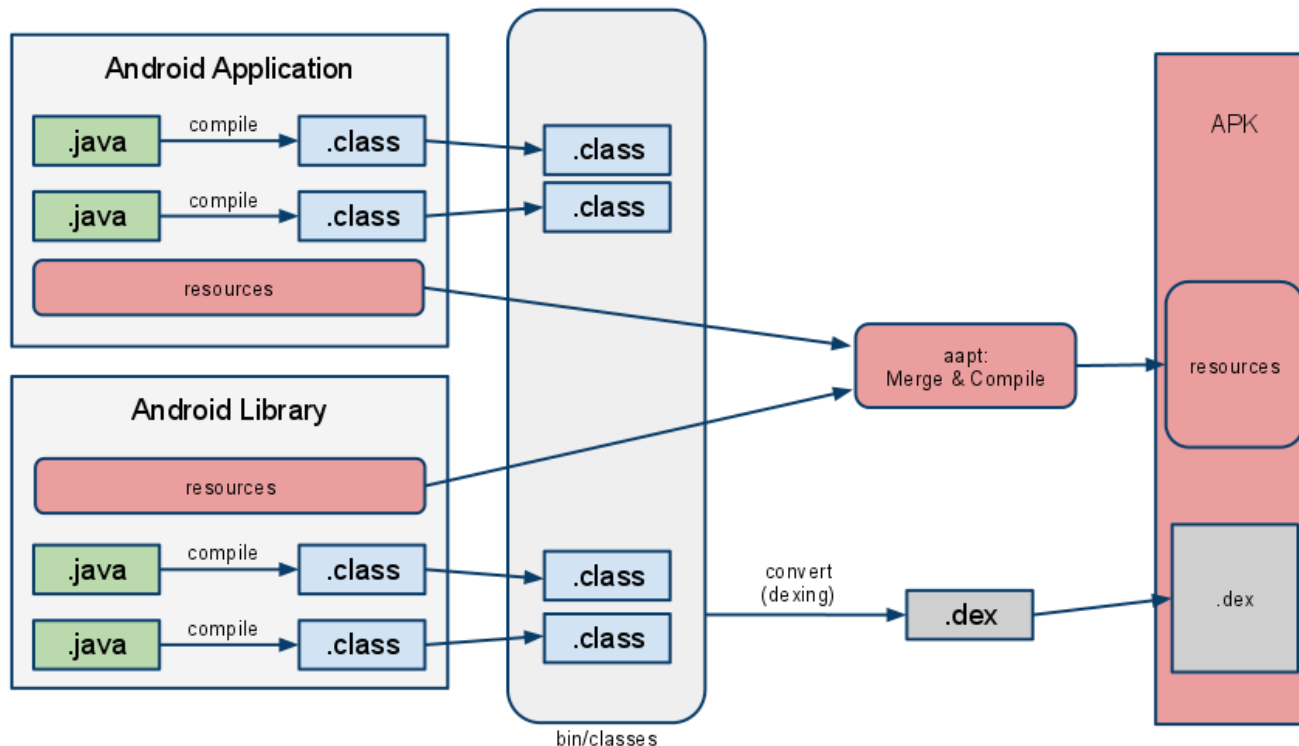 Android Application
.java
compile
.class
.class
.java
compile
.class
.class
resources
APK
aapt:
Merge & Compile
resources
Android Library
resources
.java
compile
.class
.class
.java
compile
.class
.class
convert
(dexing)
.dex
.dex
bin/classes